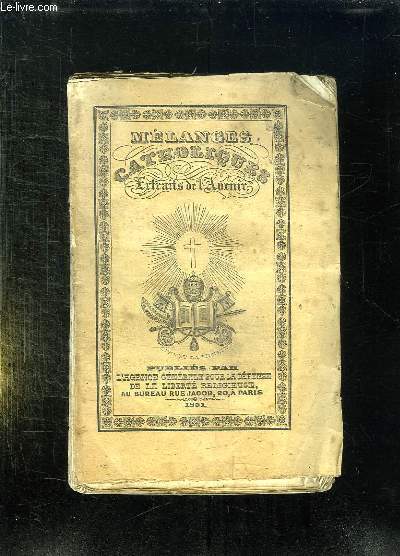 Le-livre.com
MÉLANGES
CATHOLIQUES
Extraits de l'Avenir
PUBLIÉS PAR
L'AGENCE GÉNÉRALE POUR LA DÉFENSE
DE LA LIBERTÉ RELIGIEUSE,
AU BUREAU RUE JACOB, 20, A PARIS
1831